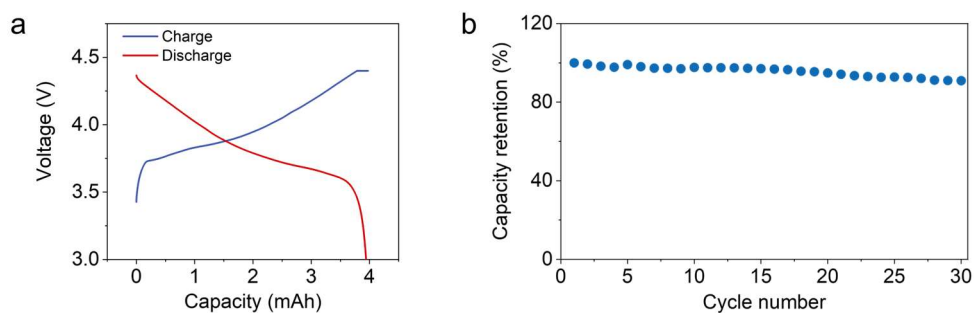 a
Charge
Discharge
4.5
4.0
3.5
3.0
Voltage (V)
0 1 2 3 4
Capacity (mAh)
b
120
80
40
0
Capacity retention (%)
0 5 10 15 20 25 30
Cycle number